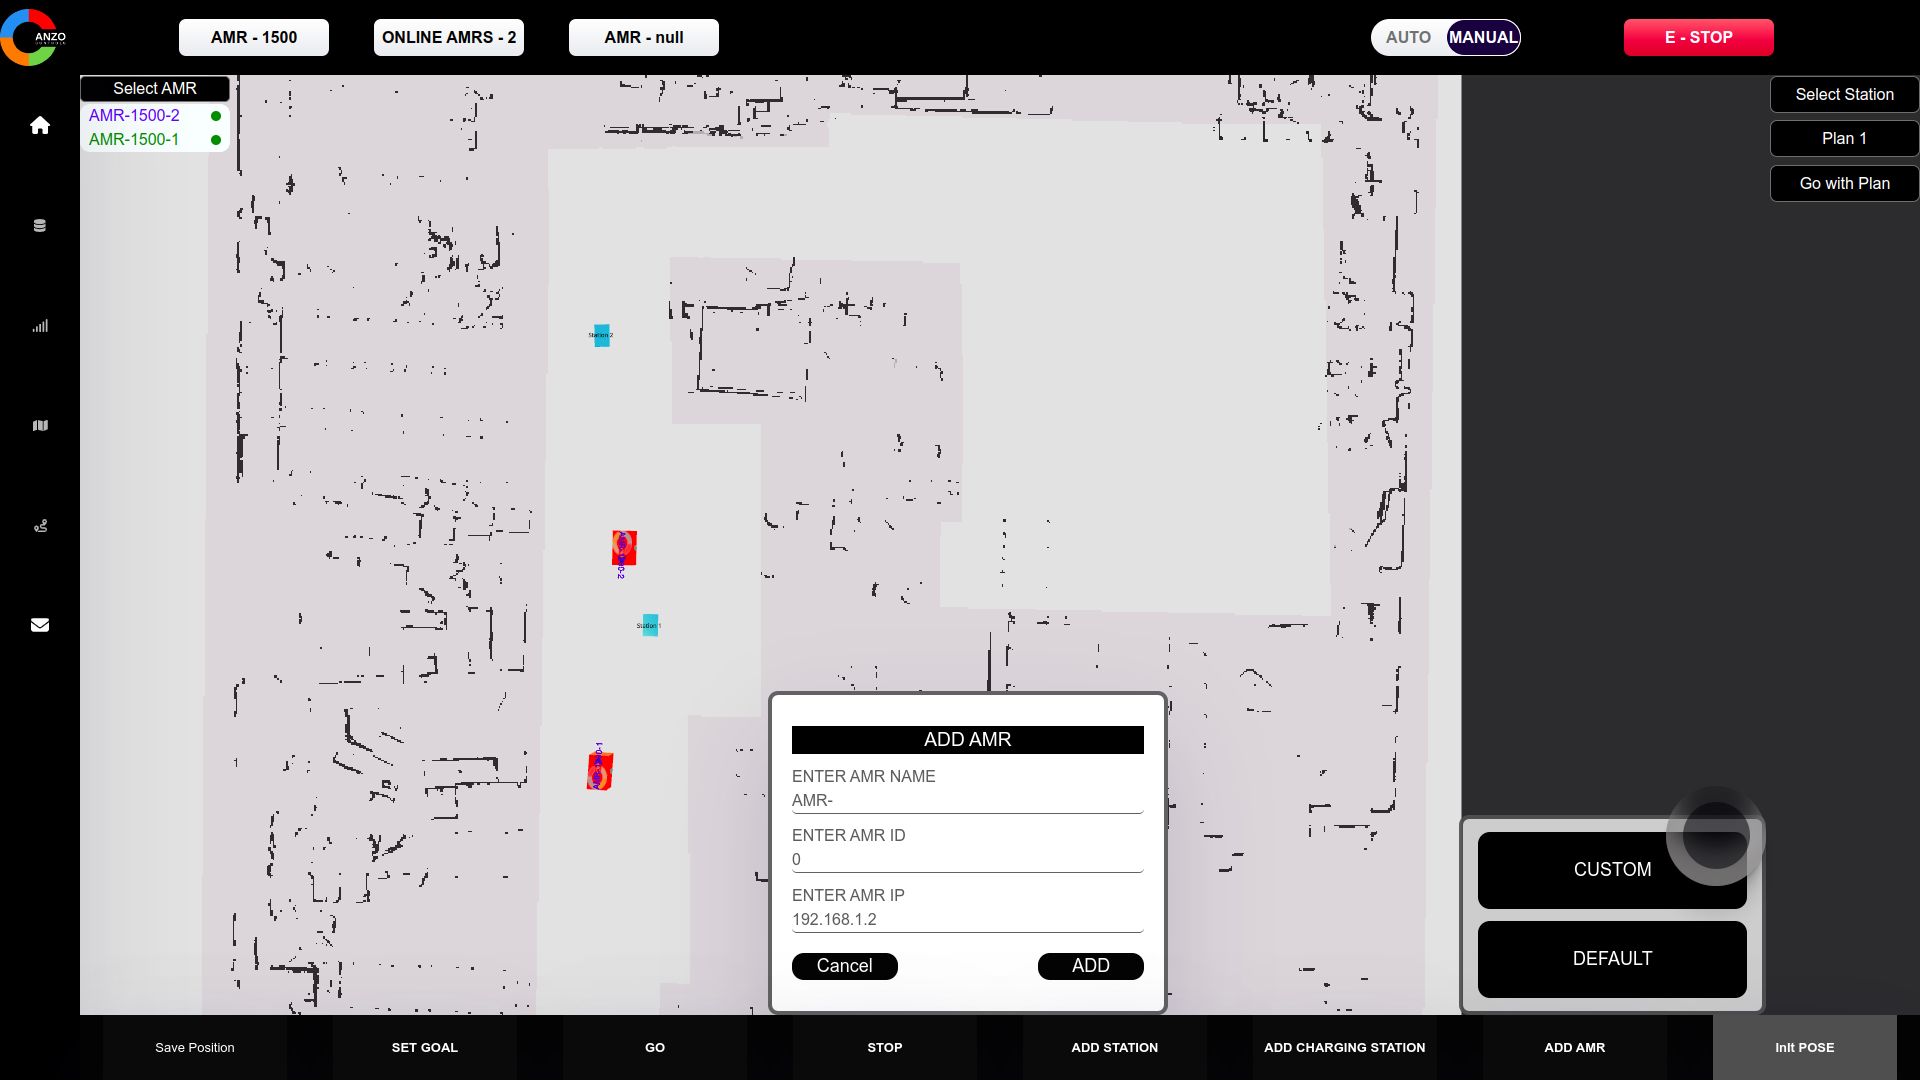 ANZO
AMR - 1500
ONLINE AMRS - 2
AMR - null
AUTO
MANUAL
E - STOP
Select AMR
AMR-1500-2
AMR-1500-1
Select Station
Plan 1
Go with Plan
Station 2
Station 1
ADD AMR
ENTER AMR NAME
AMR-
ENTER AMR ID
0
ENTER AMR IP
192.168.1.2
Cancel
ADD
CUSTOM
DEFAULT
Save Position
SET GOAL
GO
STOP
ADD STATION
ADD CHARGING STATION
ADD AMR
InIt POSE